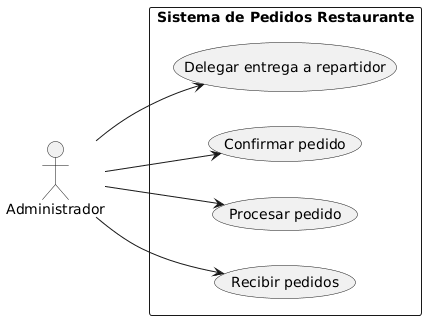 Sistema de Pedidos Restaurante
Delegar entrega a repartidor
Confirmar pedido
Administrador
Procesar pedido
Recibir pedidos